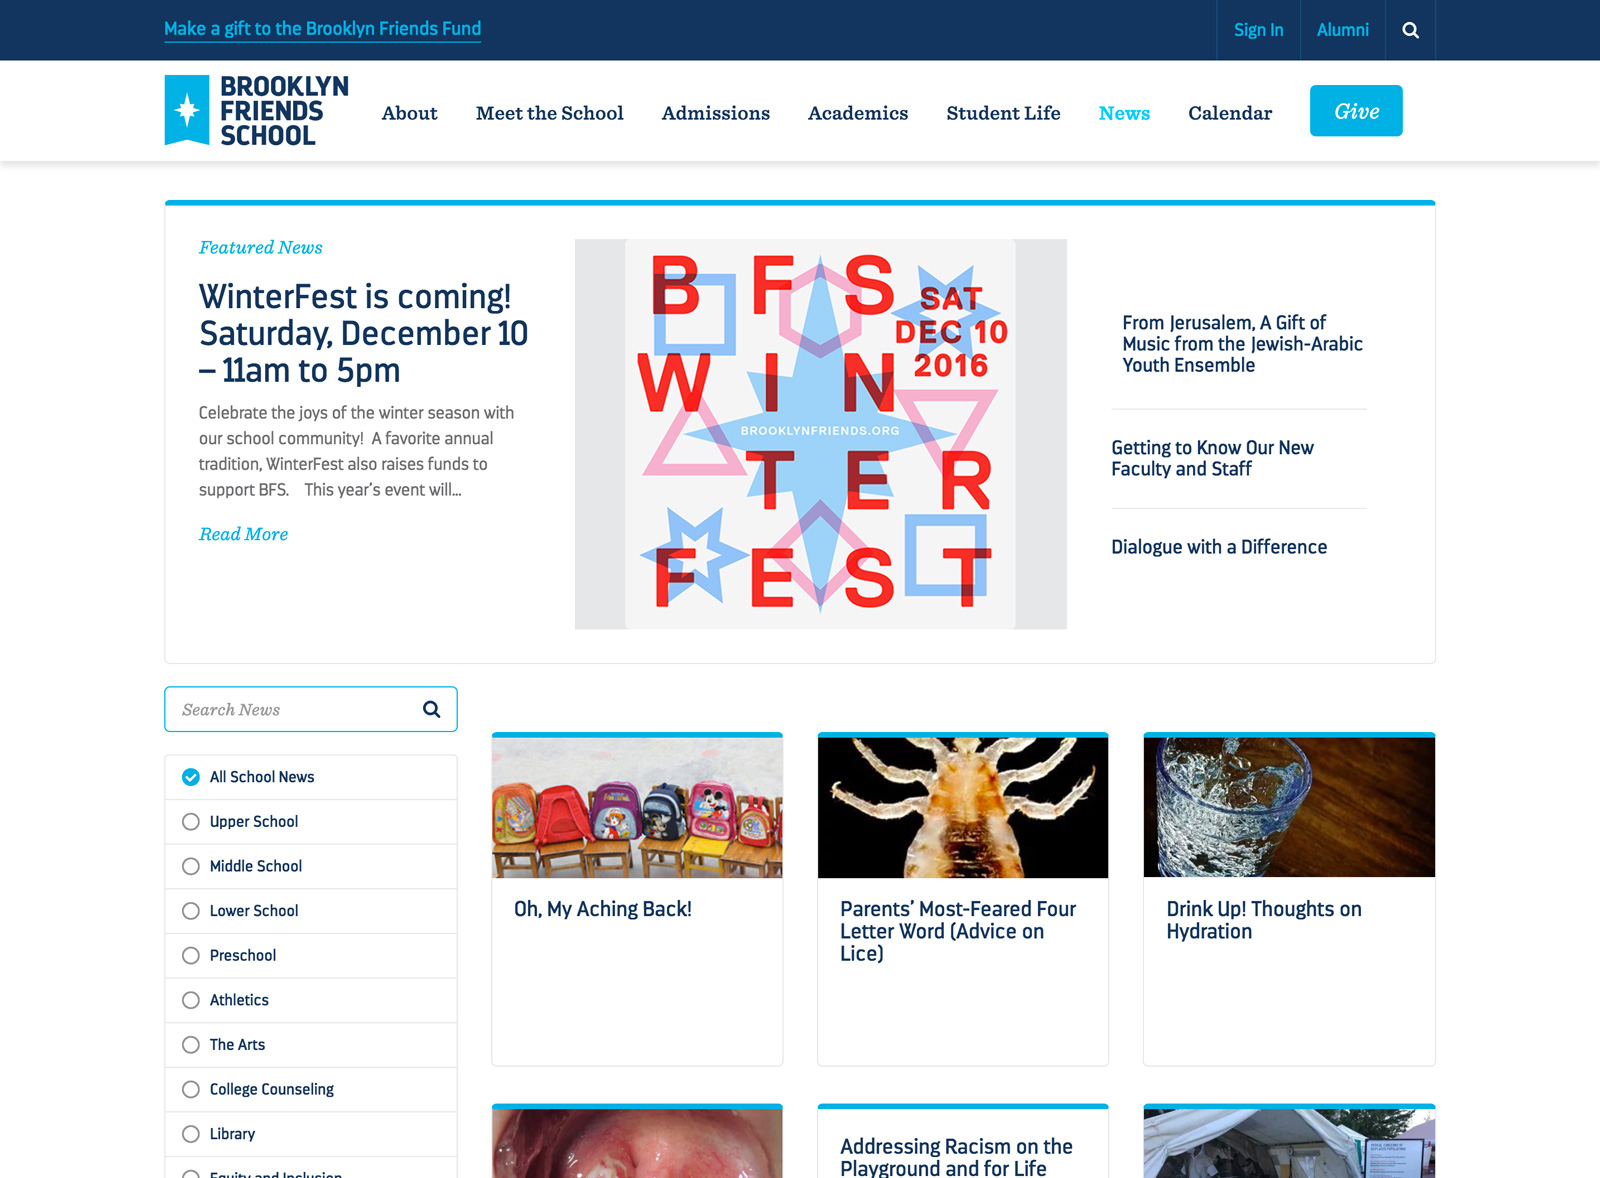 Make a gift to the Brooklyn Friends Fund
Sign In
Alumni
BROOKLYN
FRIENDS
SCHOOL
About
Meet the School
Admissions
Academics
Student Life
News
Calendar
Give
Featured News
WinterFest is coming!
Saturday, December 10
– 11am to 5pm
Celebrate the joys of the winter season with
our school community! A favorite annual
tradition, WinterFest also raises funds to
support BFS. This year's event will...
Read More
B F S
SAT
DEC 10
2016
W I N
BROOKLYNFRIENDS.ORG
T E R
F E S T
From Jerusalem, A Gift of
Music from the Jewish-Arabic
Youth Ensemble
Getting to Know Our New
Faculty and Staff
Dialogue with a Difference
Search News
All School News
Upper School
Middle School
Lower School
Preschool
Athletics
The Arts
College Counseling
Library
Equity and Inclusion
Oh, My Aching Back!
Parents' Most-Feared Four
Letter Word (Advice on
Lice)
Drink Up! Thoughts on
Hydration
Addressing Racism on the
Playground and for Life